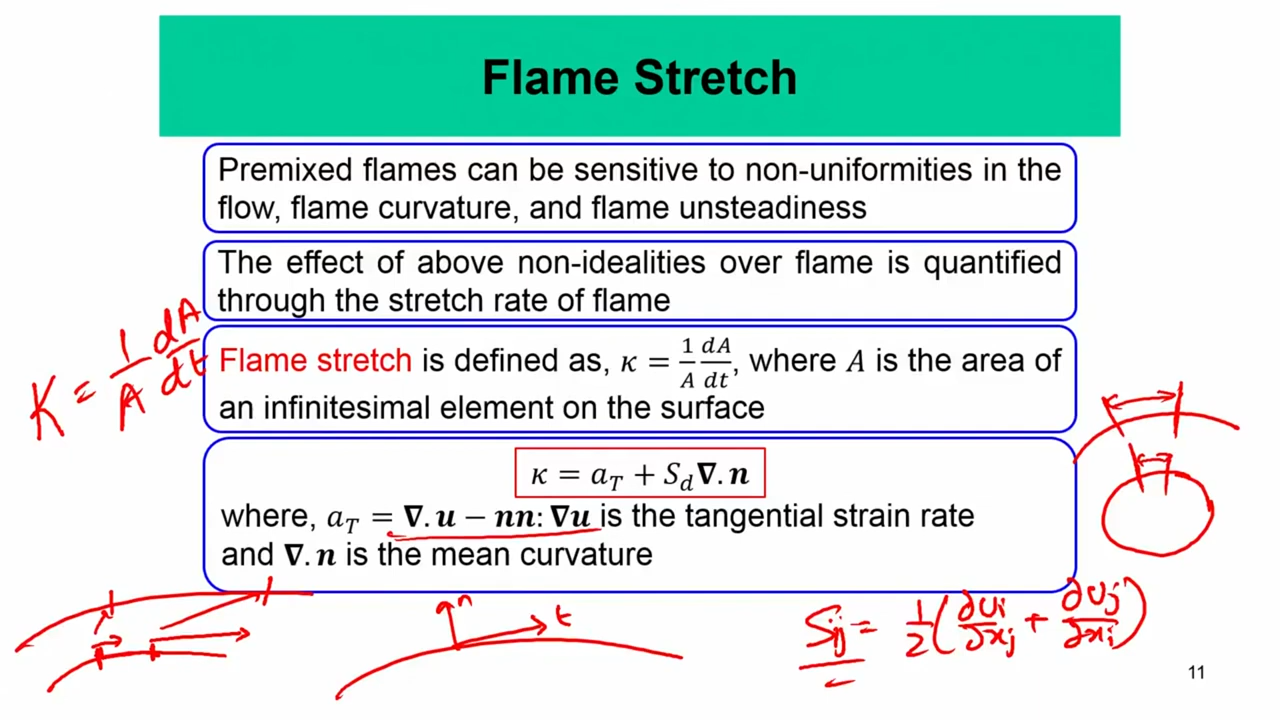 Flame Stretch
Premixed flames can be sensitive to non-uniformities in the
flow, flame curvature, and flame unsteadiness
The effect of above non-idealities over flame is quantified
through the stretch rate of flame
K = 1/A dA/dt
Flame stretch is defined as, κ = 1/A dA/dt, where A is the area of
an infinitesimal element on the surface
κ = a_T + S_d ∇. n
where, a_T = ∇. u − nn: ∇u is the tangential strain rate
and ∇. n is the mean curvature
n t
S_ij = 1/2 (∂U_i/∂x_j + ∂U_j/∂x_i)
11